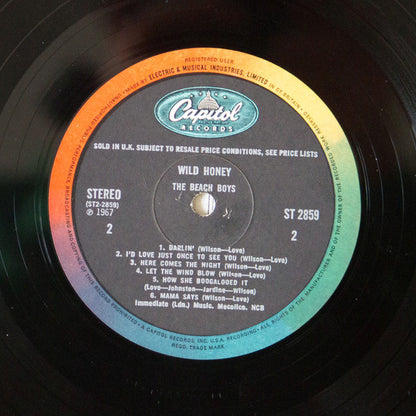 REGISTERED USER
MADE BY ELECTRIC & MUSICAL INDUSTRIES, LIMITED IN GT. BRITAIN
Capitol
RECORDS
SOLD IN U.K. SUBJECT TO RESALE PRICE CONDITIONS, SEE PRICE LISTS
WILD HONEY
THE BEACH BOYS
STEREO
(ST2-2859)
℗ 1967
2
ST 2859
2
1. DARLIN' (Wilson—Love)
2. I'D LOVE JUST ONCE TO SEE YOU (Wilson—Love)
3. HERE COMES THE NIGHT (Wilson—Love)
4. LET THE WIND BLOW (Wilson—Love)
5. HOW SHE BOOGALOOED IT
(Love—Johnston—Jardine—Wilson)
6. MAMA SAYS (Wilson—Love)
Immediate (Ldn.) Music. Mecolico. NCB
A CAPITOL RECORDS, INC. U.S.A. RECORDING.
REGD. TRADE MARK